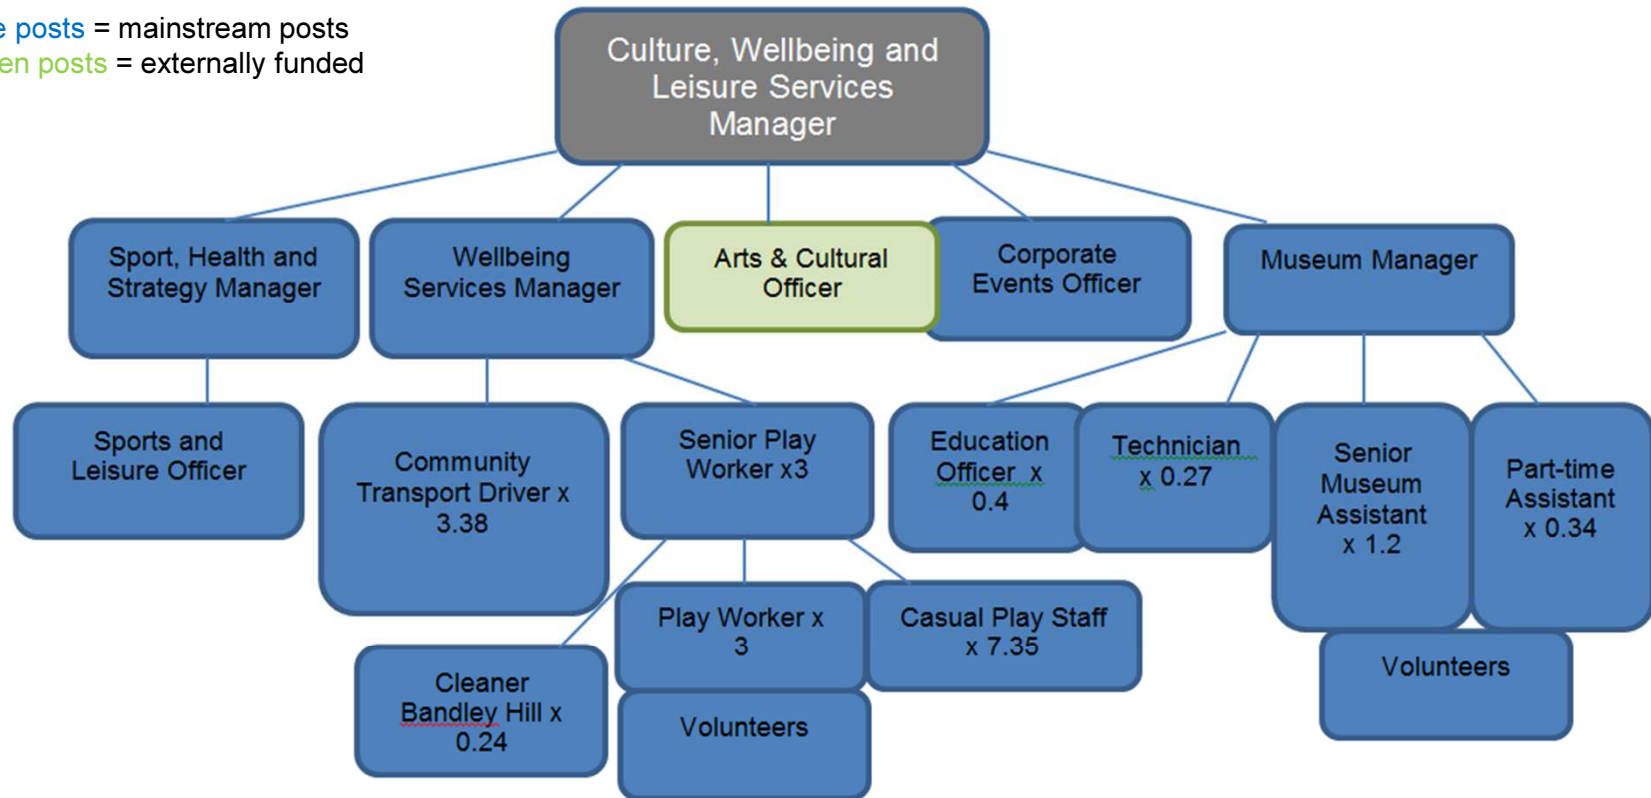 e posts = mainstream posts
en posts = externally funded
Culture, Wellbeing and
Leisure Services
Manager
Sport, Health and
Strategy Manager
Wellbeing
Services Manager
Arts & Cultural
Officer
Corporate
Events Officer
Museum Manager
Sports and
Leisure Officer
Community
Transport Driver x
3.38
Senior Play
Worker x3
Education
Officer x
0.4
Technician
x 0.27
Senior
Museum
Assistant
x 1.2
Part-time
Assistant
x 0.34
Cleaner
Bandley Hill x
0.24
Play Worker x
3
Casual Play Staff
x 7.35
Volunteers
Volunteers